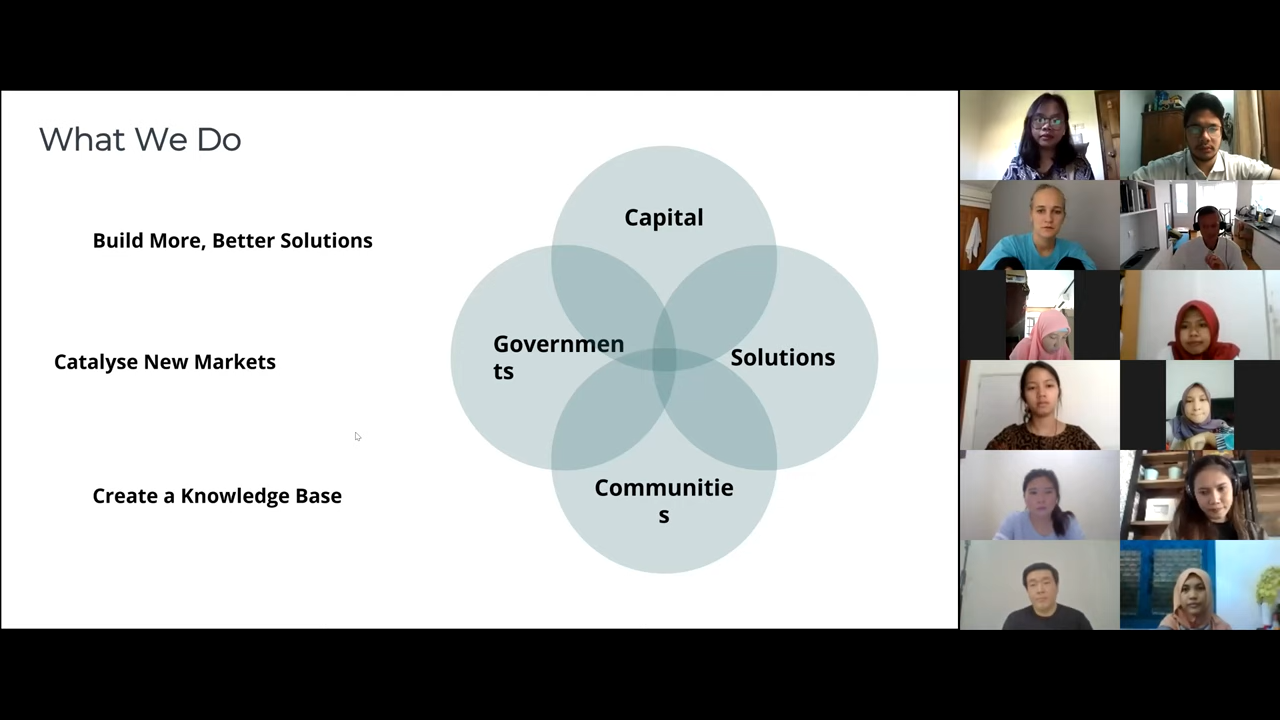 What We Do
Build More, Better Solutions
Catalyse New Markets
Create a Knowledge Base
Capital
Governmen
ts
Solutions
Communitie
s